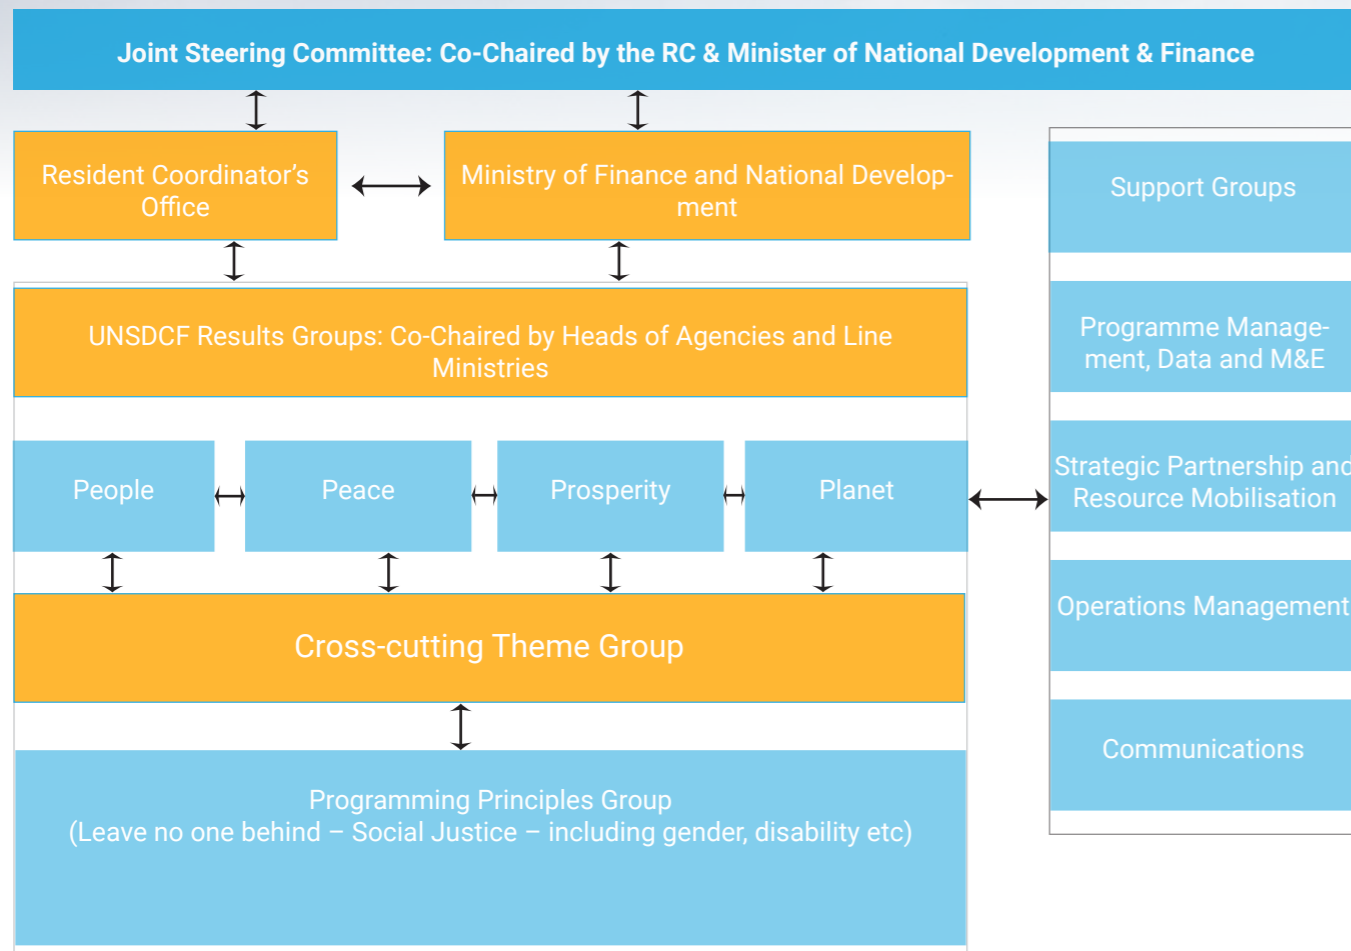 Joint Steering Committee: Co-Chaired by the RC & Minister of National Development & Finance
Resident Coordinator's
Office
Ministry of Finance and National Develop-
ment
UNSDCF Results Groups: Co-Chaired by Heads of Agencies and Line
Ministries
People
Peace
Prosperity
Planet
Cross-cutting Theme Group
Programming Principles Group
(Leave no one behind – Social Justice – including gender, disability etc)
Support Groups
Programme Manage-
ment, Data and M&E
Strategic Partnership and
Resource Mobilisation
Operations Management
Communications